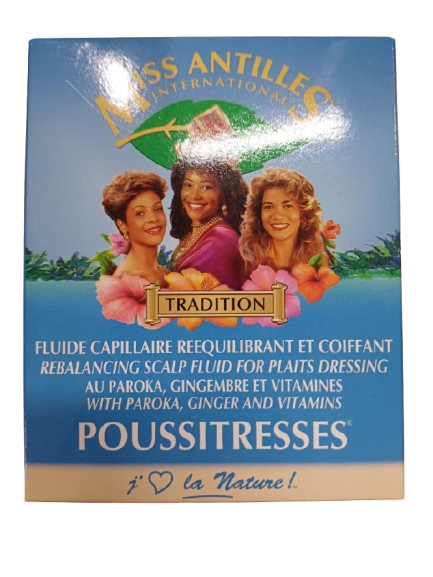 MISS ANTILLES
INTERNATIONAL
TRADITION
FLUIDE CAPILLAIRE REEQUILIBRANT ET COIFFANT
REBALANCING SCALP FLUID FOR PLAITS DRESSING
AU PAROKA, GINGEMBRE ET VITAMINES
WITH PAROKA, GINGER AND VITAMINS
POUSSITRESSES®
j'♡ la Nature!